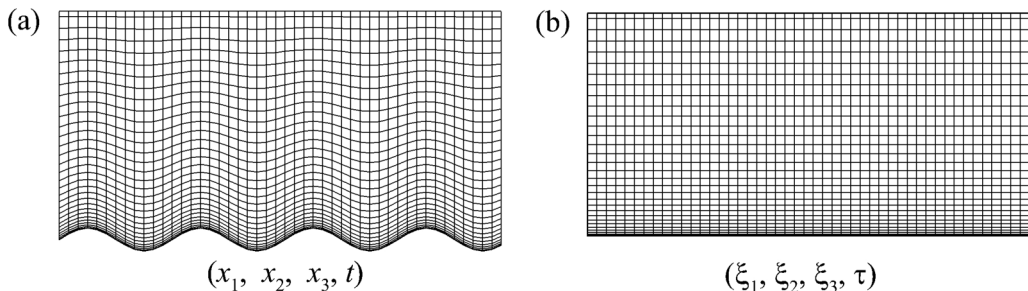 (a)
(b)
(x₁, x₂, x₃, t)
(ξ₁, ξ₂, ξ₃, τ)